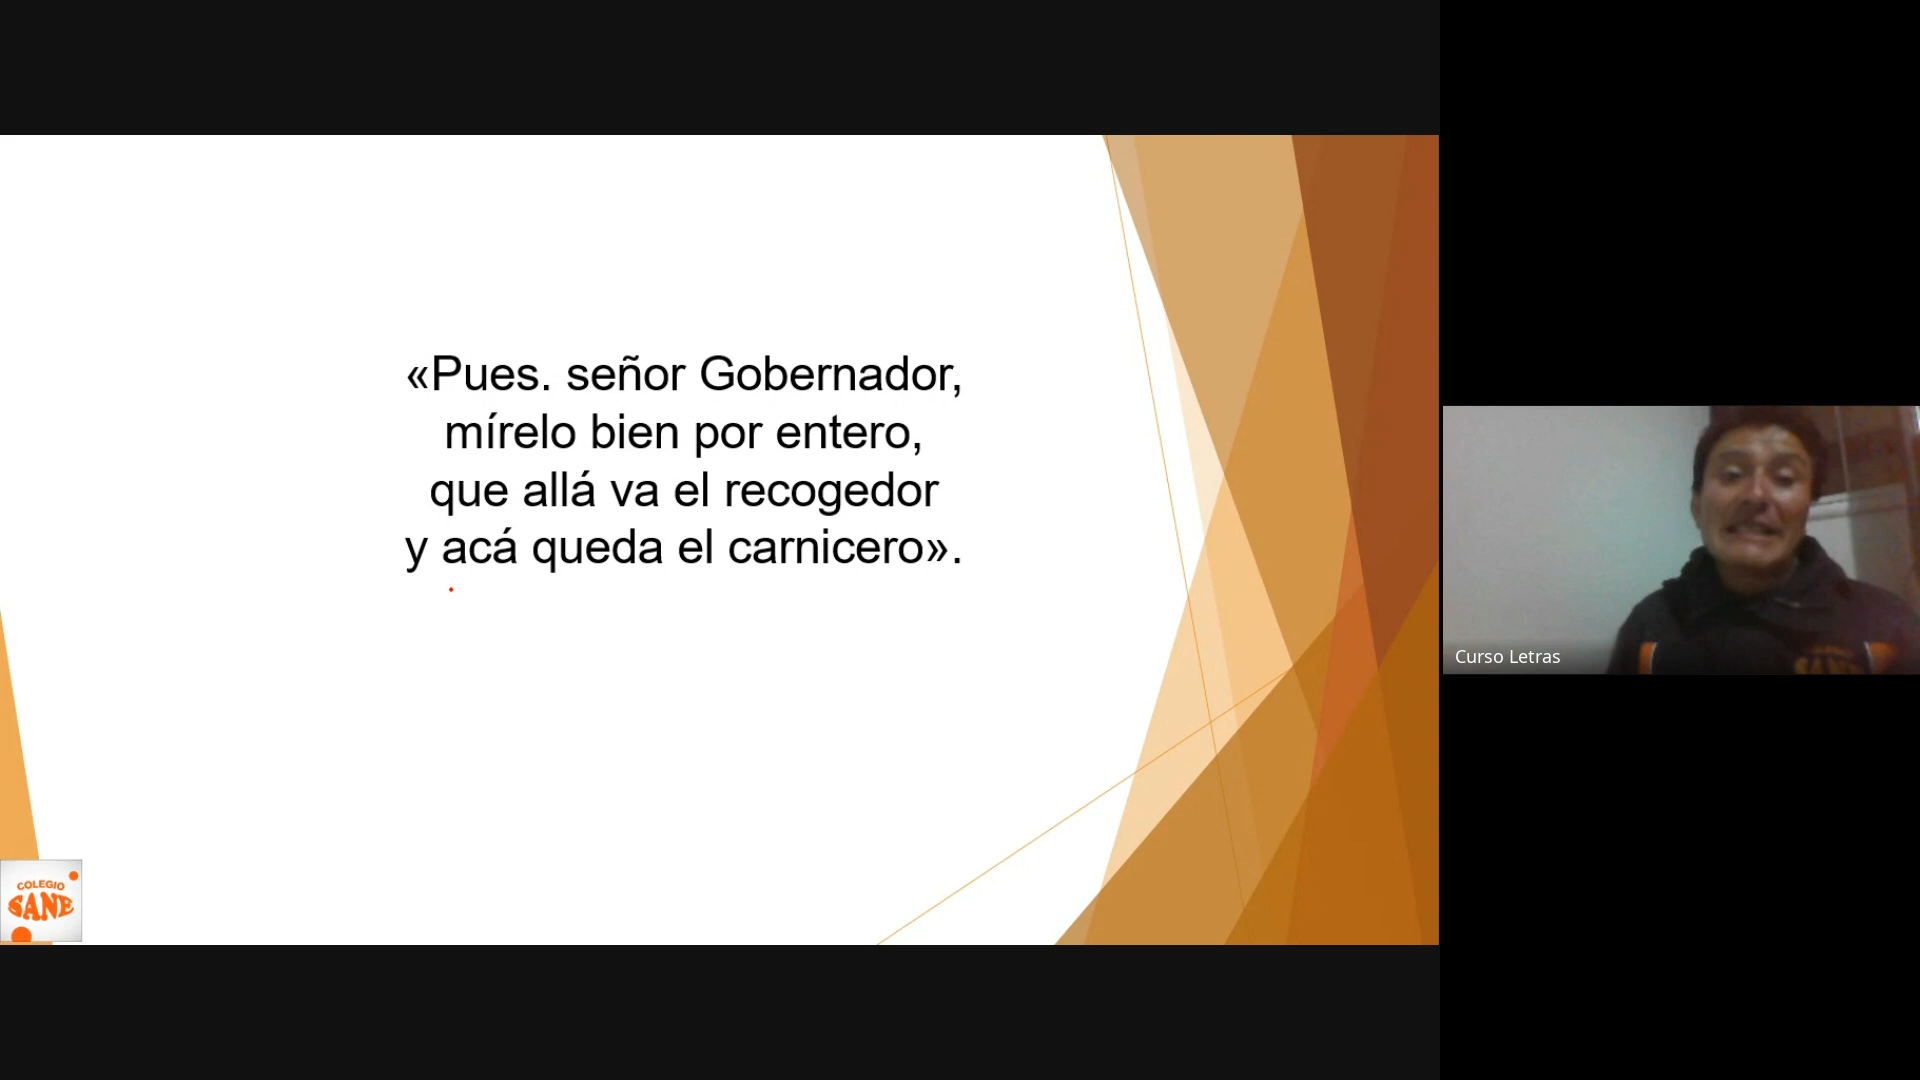 «Pues. señor Gobernador,
mírelo bien por entero,
que allá va el recogedor
y acá queda el carnicero».
COLEGIO
SANE
Curso Letras
SANE